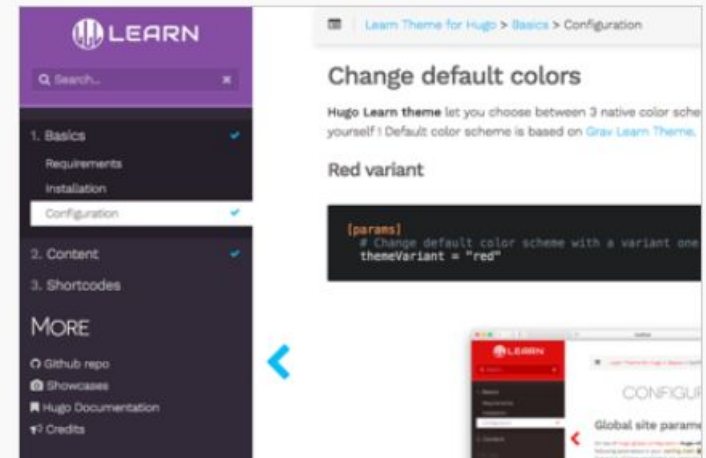 LEARN
Search...
1. Basics
Requirements
Installation
Configuration
2. Content
3. Shortcodes
MORE
Github repo
Showcases
Hugo Documentation
Credits
Learn Theme for Hugo > Basics > Configuration
Change default colors
Hugo Learn theme let you choose between 3 native color sche
yourself ! Default color scheme is based on Grav Learn Theme.
Red variant
[params]
# Change default color scheme with a variant one
themeVariant = "red"
LEARN
CONFIGUR
Global site parame